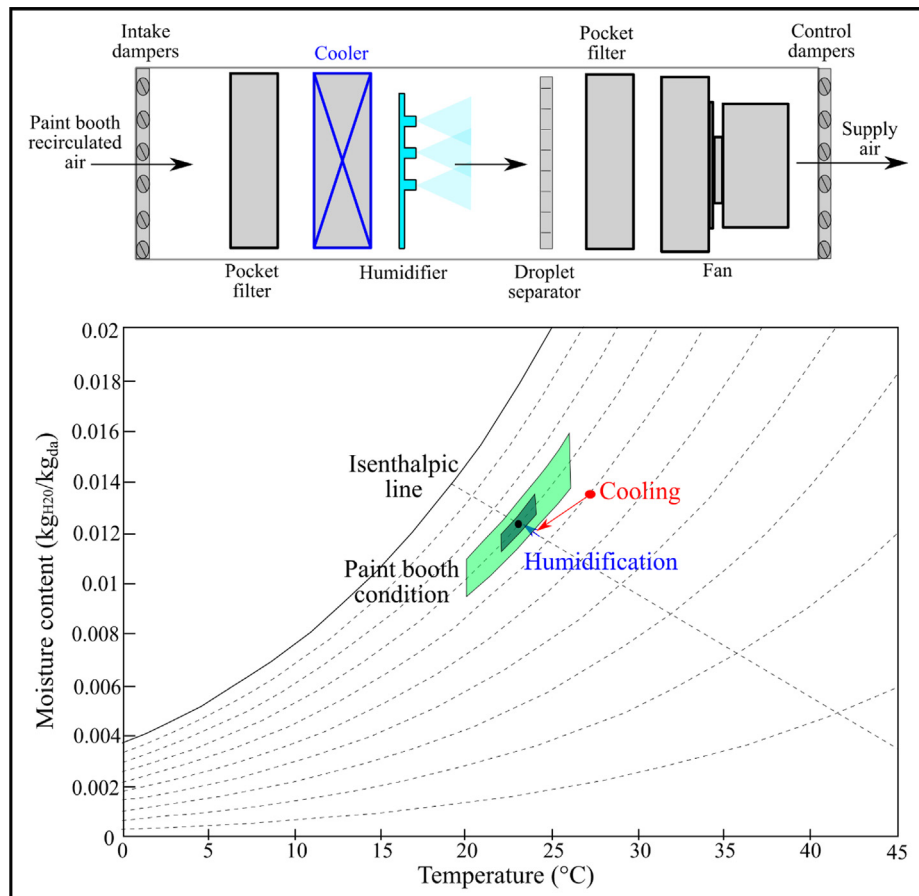 Intake
dampers
Cooler
Pocket
filter
Control
dampers
Paint booth
recirculated
air
Supply
air
Pocket
filter
Humidifier
Droplet
separator
Fan
Moisture content (kgH20/kgda)
0.02
0.018
0.016
0.014
0.012
0.01
0.008
0.006
0.004
0.002
0
Isenthalpic
line
Cooling
Humidification
Paint booth
condition
0
5
10
15
20
25
30
35
40
45
Temperature (°C)